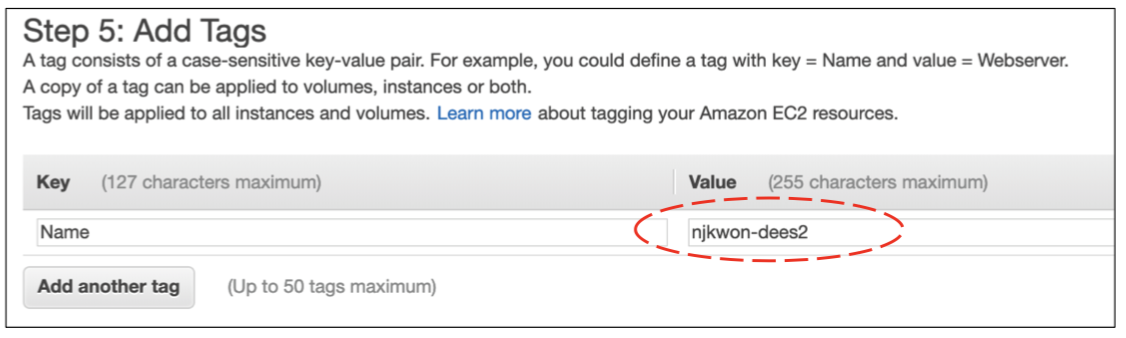 Step 5: Add Tags
A tag consists of a case-sensitive key-value pair. For example, you could define a tag with key = Name and value = Webserver.
A copy of a tag can be applied to volumes, instances or both.
Tags will be applied to all instances and volumes. Learn more about tagging your Amazon EC2 resources.
Key (127 characters maximum) Value (255 characters maximum)
Name njkwon-dees2
Add another tag (Up to 50 tags maximum)